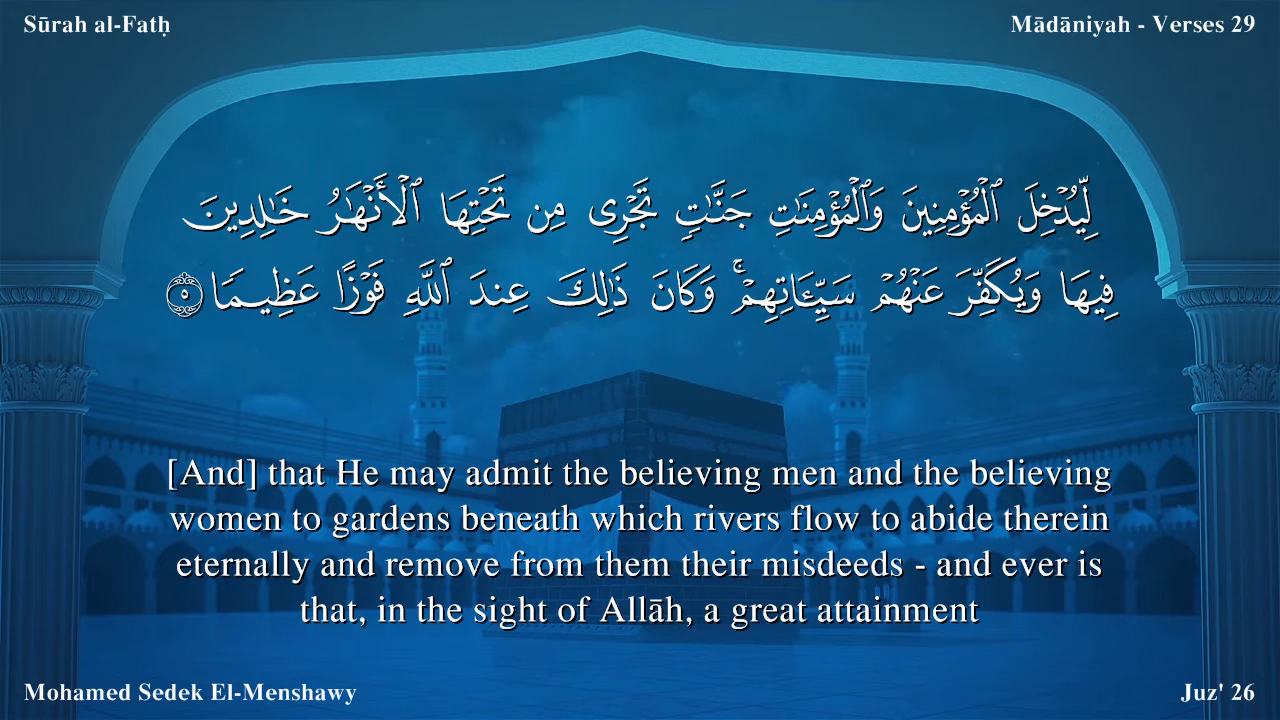 Sūrah al-Fatḥ
Mādāniyah - Verses 29
لِّيُدْخِلَ ٱلْمُؤْمِنِينَ وَٱلْمُؤْمِنَـٰتِ جَنَّـٰتٍ تَجْرِى مِن تَحْتِهَا ٱلْأَنْهَـٰرُ خَـٰلِدِينَ
فِيهَا وَيُكَفِّرَ عَنْهُمْ سَيِّـَٔاتِهِمْ ۚ وَكَانَ ذَٰلِكَ عِندَ ٱللَّهِ فَوْزًا عَظِيمًا ٥
[And] that He may admit the believing men and the believing
women to gardens beneath which rivers flow to abide therein
eternally and remove from them their misdeeds - and ever is
that, in the sight of Allāh, a great attainment
Mohamed Sedek El-Menshawy
Juz' 26